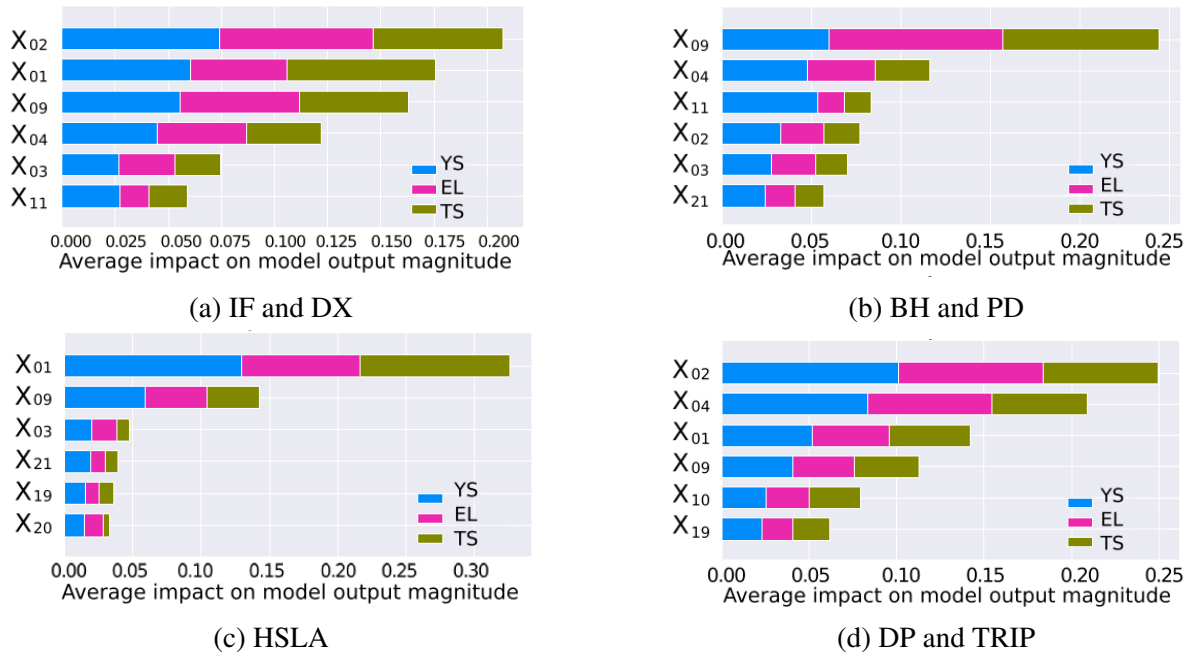 X02
X01
X09
X04
X03
X11
YS
EL
TS
0.000 0.025 0.050 0.075 0.100 0.125 0.150 0.175 0.200
Average impact on model output magnitude
(a) IF and DX
X09
X04
X11
X02
X03
X21
YS
EL
TS
0.00 0.05 0.10 0.15 0.20 0.25
Average impact on model output magnitude
(b) BH and PD
X01
X09
X03
X21
X19
X20
YS
EL
TS
0.00 0.05 0.10 0.15 0.20 0.25 0.30
Average impact on model output magnitude
(c) HSLA
X02
X04
X01
X09
X10
X19
YS
EL
TS
0.00 0.05 0.10 0.15 0.20 0.25
Average impact on model output magnitude
(d) DP and TRIP